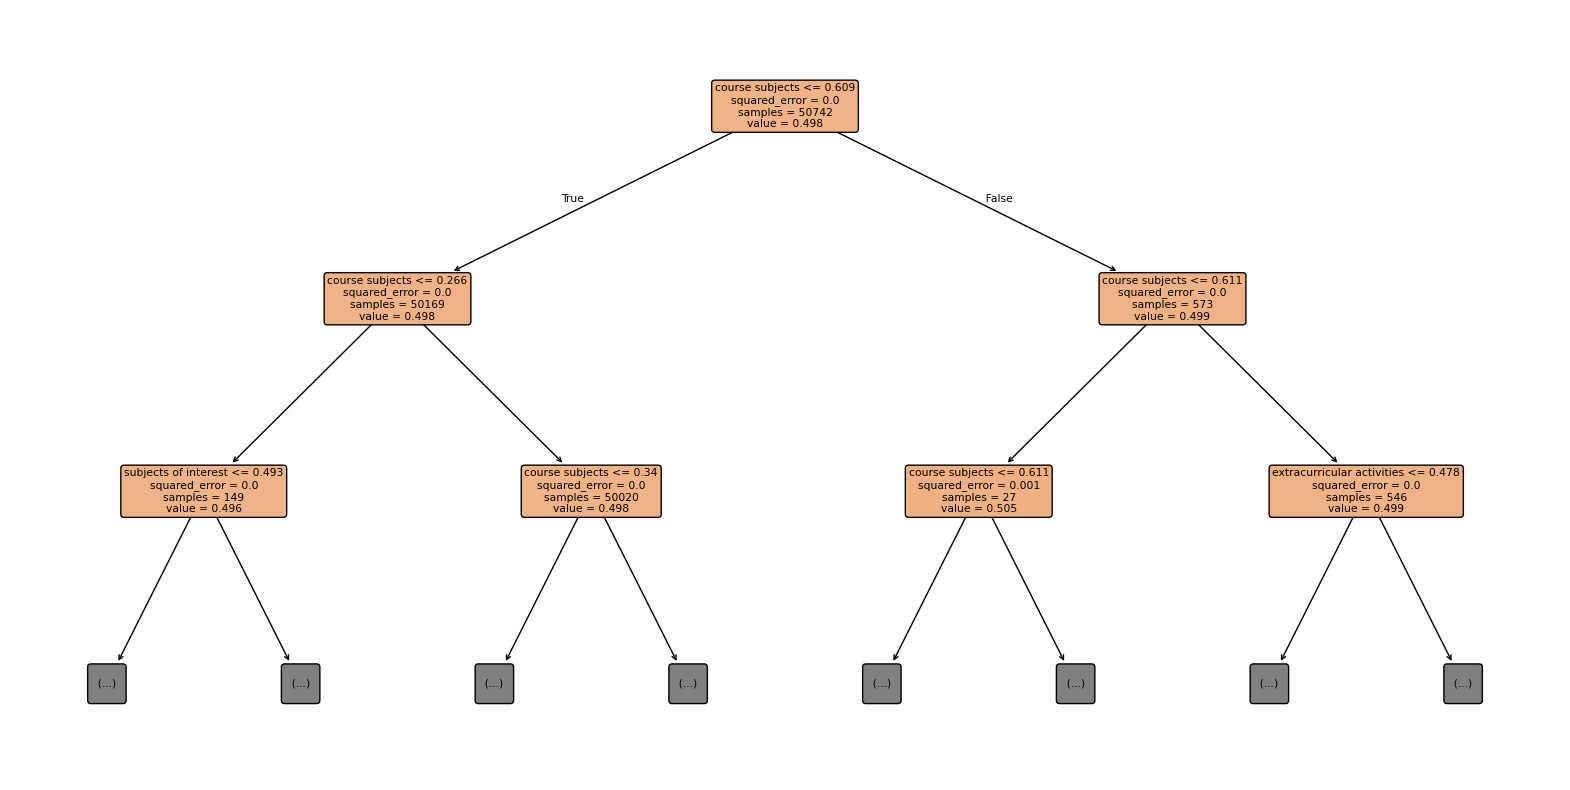 course subjects <= 0.609
squared_error = 0.0
samples = 50742
value = 0.498
True
False
course subjects <= 0.266
squared_error = 0.0
samples = 50169
value = 0.498
course subjects <= 0.611
squared_error = 0.0
samples = 573
value = 0.499
subjects of interest <= 0.493
squared_error = 0.0
samples = 149
value = 0.496
course subjects <= 0.34
squared_error = 0.0
samples = 50020
value = 0.498
course subjects <= 0.611
squared_error = 0.001
samples = 27
value = 0.505
extracurricular activities <= 0.478
squared_error = 0.0
samples = 546
value = 0.499
(...)
(...)
(...)
(...)
(...)
(...)
(...)
(...)